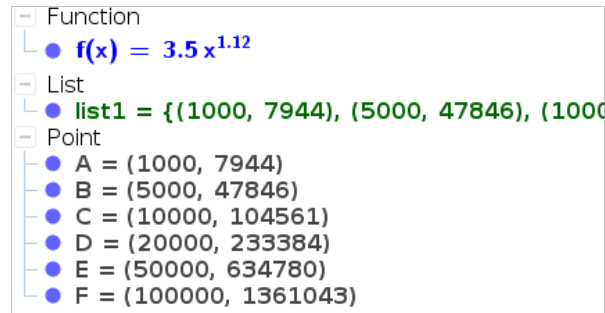 Function
f(x) = 3.5 x^1.12
List
list1 = {(1000, 7944), (5000, 47846), (1000
Point
A = (1000, 7944)
B = (5000, 47846)
C = (10000, 104561)
D = (20000, 233384)
E = (50000, 634780)
F = (100000, 1361043)